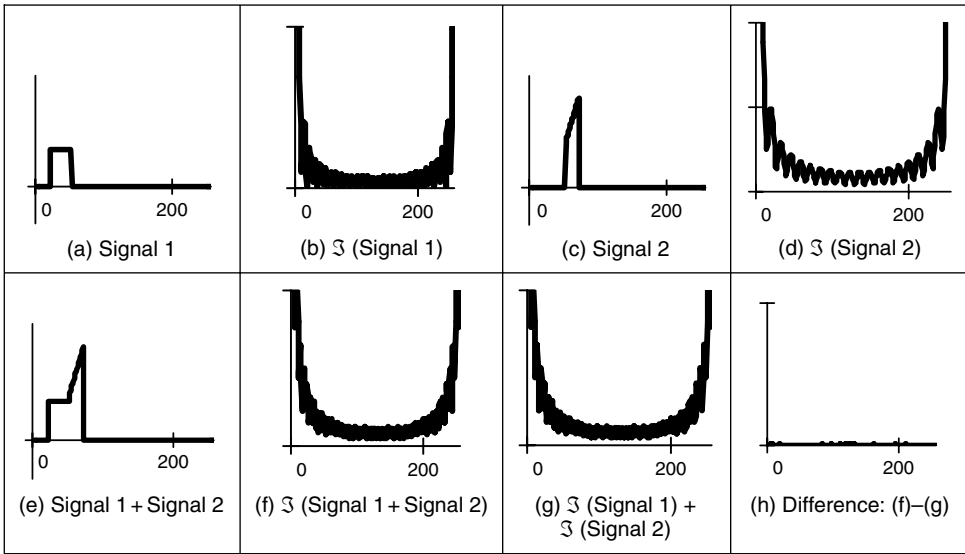 0
200
(a) Signal 1
0
200
(b) ℑ (Signal 1)
0
200
(c) Signal 2
0
200
(d) ℑ (Signal 2)
0
200
(e) Signal 1 + Signal 2
0
200
(f) ℑ (Signal 1 + Signal 2)
0
200
(g) ℑ (Signal 1) +
ℑ (Signal 2)
0
200
(h) Difference: (f)–(g)